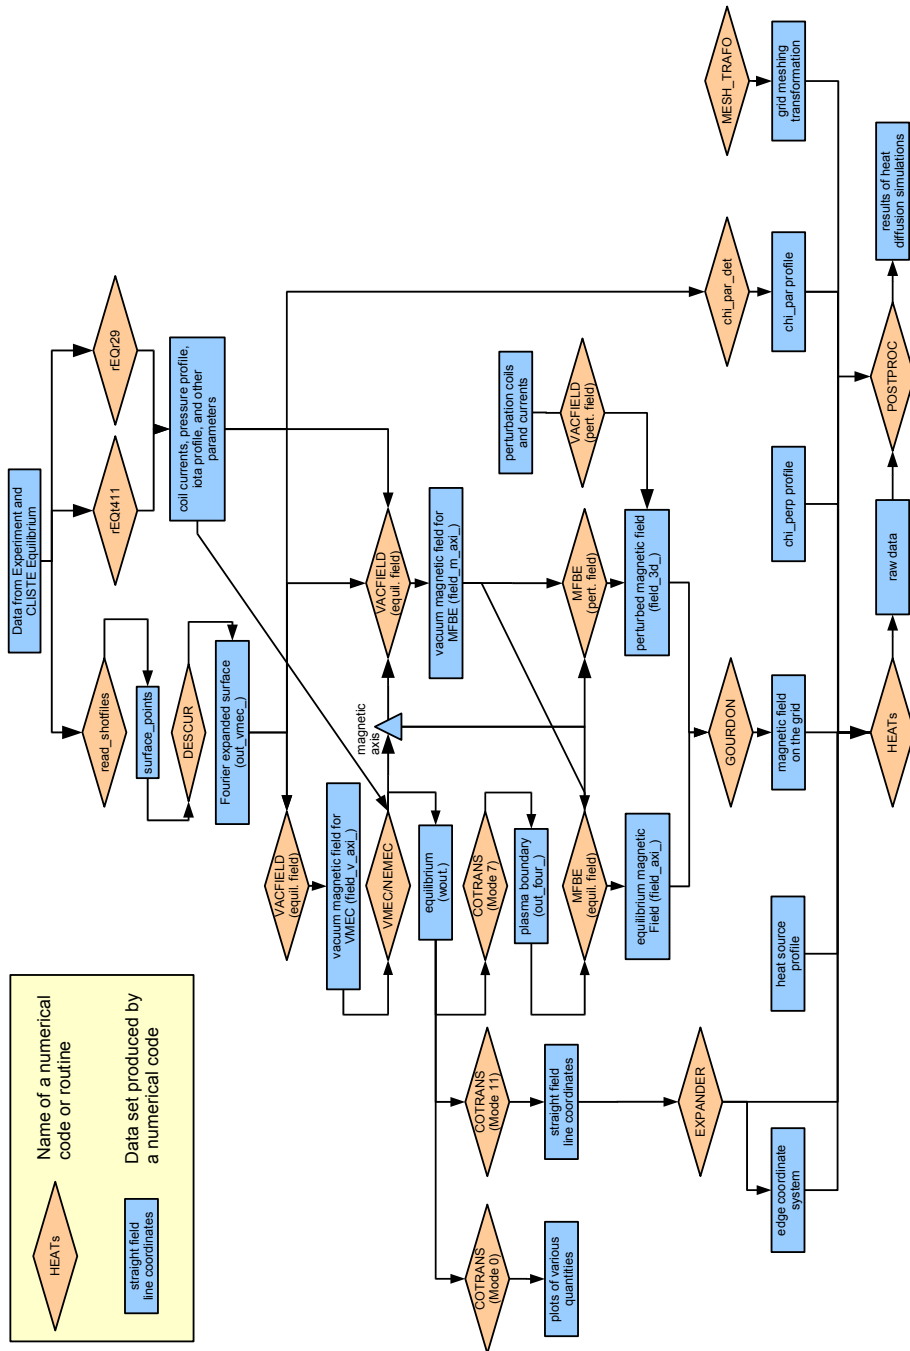 HEATs
Name of a numerical
code or routine
straight field
line coordinates
Data set produced by
a numerical code
Data from Experiment and
CLISTE Equilibrium
read_shotfiles
rEQt411
rEQr29
surface_points
DESCUR
Fourier expanded surface
(out_vmec_)
coil currents, pressure profile,
iota profile, and other
parameters
VACFIELD
(equil. field)
VACFIELD
(equil. field)
vacuum magnetic field for
VMEC (field_v_axi_)
magnetic
axis
VMEC/NEMEC
vacuum magnetic field for
MFBE (field_m_axi_)
perturbation coils
and currents
equilibrium
(wout.)
VACFIELD
(pert. field)
COTRANS
(Mode 0)
COTRANS
(Mode 11)
COTRANS
(Mode 7)
plasma boundary
(out_four_)
plots of various
quantities
straight field
line coordinates
MFBE
(equil. field)
MFBE
(pert. field)
equilibrium magnetic
Field (field_axi_)
perturbed magnetic field
(field_3d_)
EXPANDER
GOURDON
chi_par_det
MESH_TRAFO
edge coordinate
system
heat source
profile
magnetic field
on the grid
chi_perp profile
chi_par profile
grid meshing
transformation
HEATs
raw data
POSTPROC
results of heat
diffusion simulations